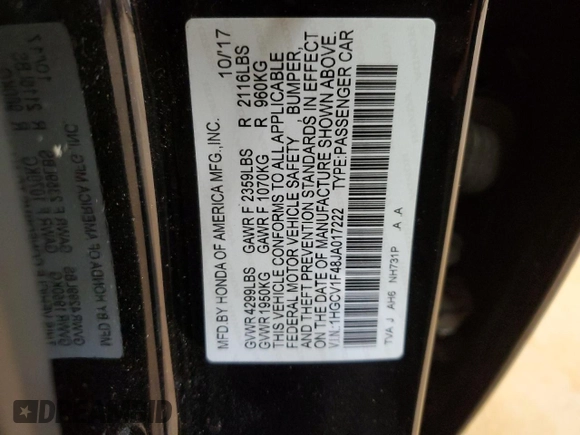 MFD.BY HONDA OF AMERICA MFG.,INC. 10/17
GVWR 4299LBS GAWR F 2359LBS R 2116LBS
GVWR 1950KG GAWR F 1070KG R 960KG
THIS VEHICLE CONFORMS TO ALL APPLICABLE
FEDERAL MOTOR VEHICLE SAFETY , BUMPER,
AND THEFT PREVENTION STANDARDS IN EFFECT
ON THE DATE OF MANUFACTURE SHOWN ABOVE.
V.I.N.:1HGCV1F48JA017222 TYPE:PASSENGER CAR
TVA J AH6 NH731P A A
DREAMBID